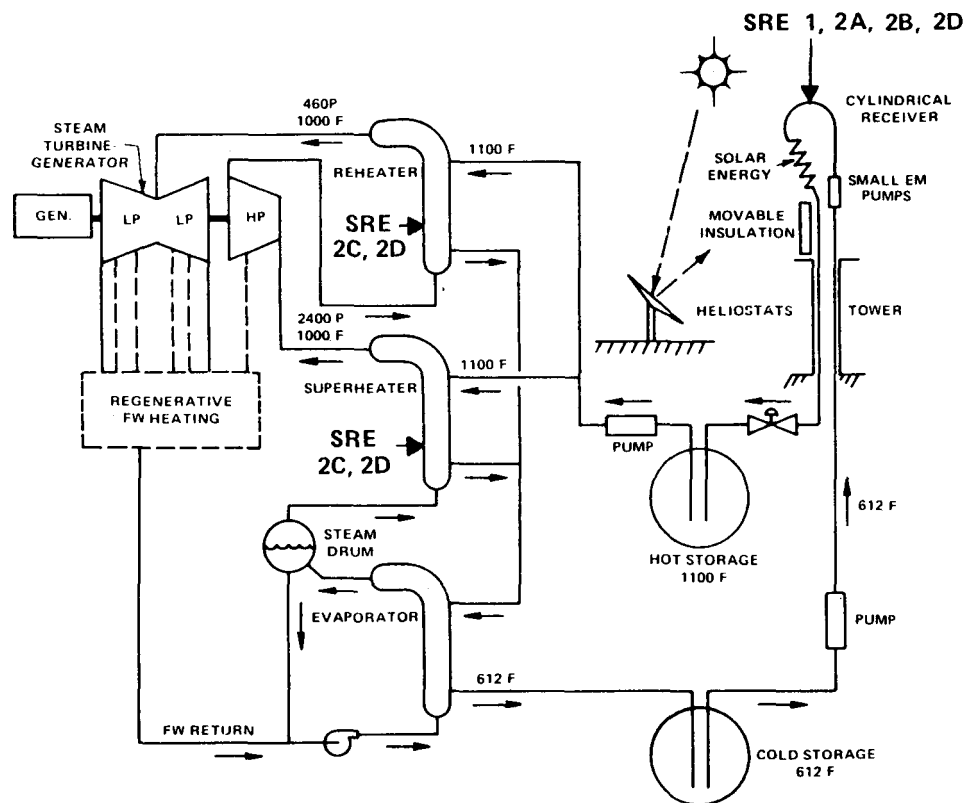 SRE 1, 2A, 2B, 2D
460P
1000 F
STEAM
TURBINE-
GENERATOR
CYLINDRICAL
RECEIVER
1100 F
REHEATER
SOLAR
ENERGY
SMALL EM
PUMPS
GEN.
LP
LP
HP
SRE
2C, 2D
MOVABLE
INSULATION
HELIOSTATS
TOWER
2400 P
1000 F
1100 F
SUPERHEATER
REGENERATIVE
FW HEATING
PUMP
SRE
2C, 2D
612 F
STEAM
DRUM
HOT STORAGE
1100 F
EVAPORATOR
PUMP
612 F
FW RETURN
COLD STORAGE
612 F